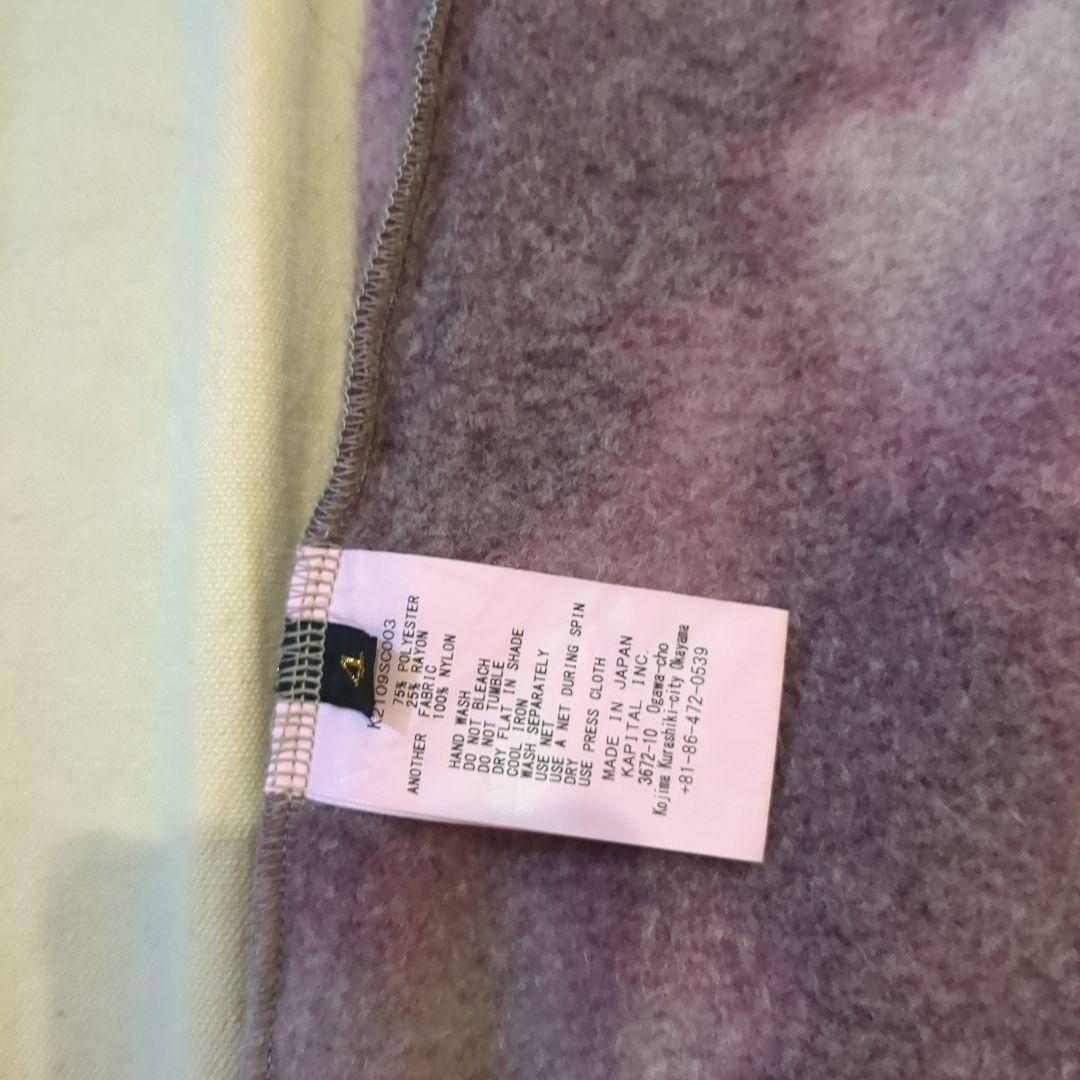 4
K2109SC003
75% POLYESTER
25% RAYON
ANOTHER FABRIC
100% NYLON
HAND WASH
DO NOT BLEACH
DO NOT TUMBLE
DRY FLAT IN SHADE
COOL IRON
WASH SEPARATELY
USE NET
USE A NET DURING SPIN
DRY
USE PRESS CLOTH
MADE IN JAPAN
KAPITAL INC.
3672-10 Ogawa-cho
Kojima Kurashiki-city Okayama
+81-86-472-0539